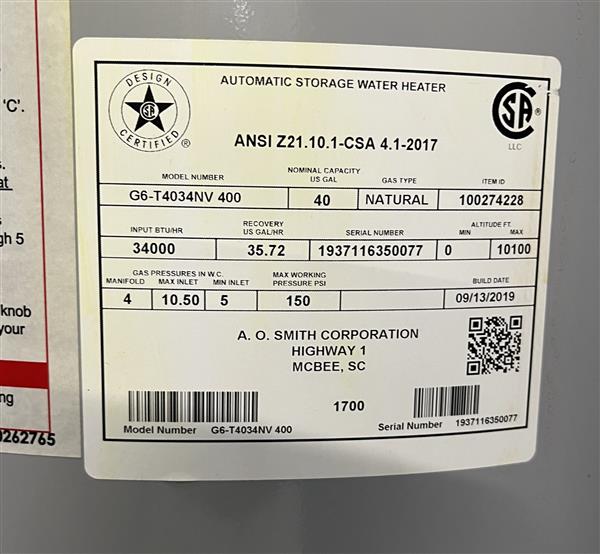 'C'.
at
gh 5
knob
your
ng
0262765
DESIGN
CERTIFIED
SA
®
AUTOMATIC STORAGE WATER HEATER
SA
®
LLC
ANSI Z21.10.1-CSA 4.1-2017
MODEL NUMBER NOMINAL CAPACITY US GAL GAS TYPE ITEM ID
G6-T4034NV 400 40 NATURAL 100274228
INPUT BTU/HR RECOVERY US GAL/HR SERIAL NUMBER ALTITUDE FT. MIN MAX
34000 35.72 1937116350077 0 10100
GAS PRESSURES IN W.C.
MANIFOLD MAX INLET MIN INLET MAX WORKING PRESSURE PSI BUILD DATE
4 10.50 5 150 09/13/2019
A. O. SMITH CORPORATION
HIGHWAY 1
MCBEE, SC
1700
Model Number G6-T4034NV 400 Serial Number 1937116350077